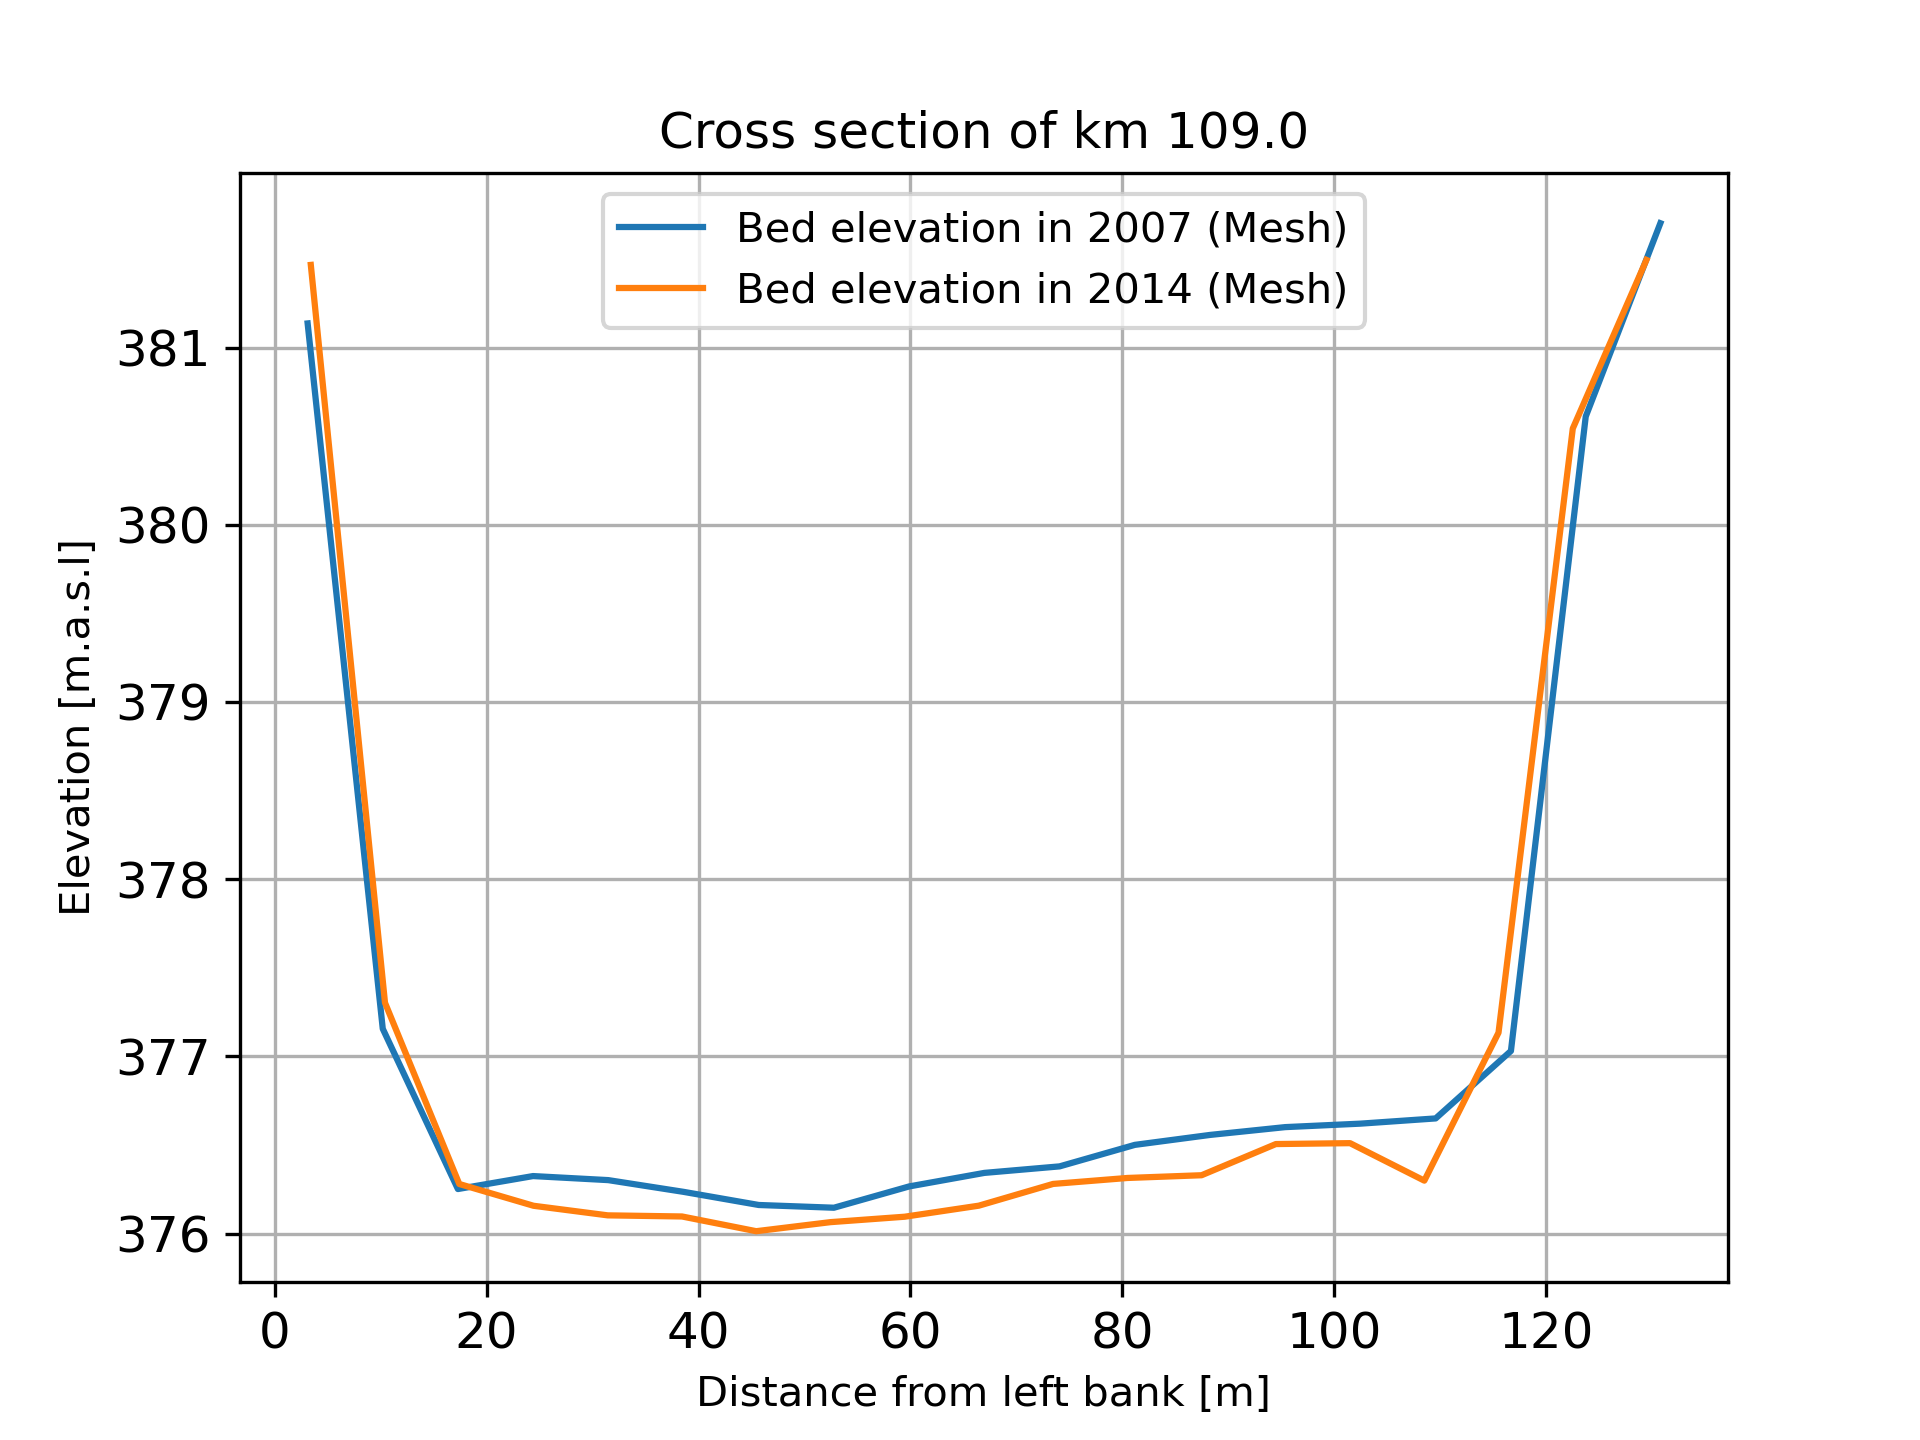 Cross section of km 109.0
Bed elevation in 2007 (Mesh)
Bed elevation in 2014 (Mesh)
Elevation [m.a.s.l]
381
380
379
378
377
376
0 20 40 60 80 100 120
Distance from left bank [m]